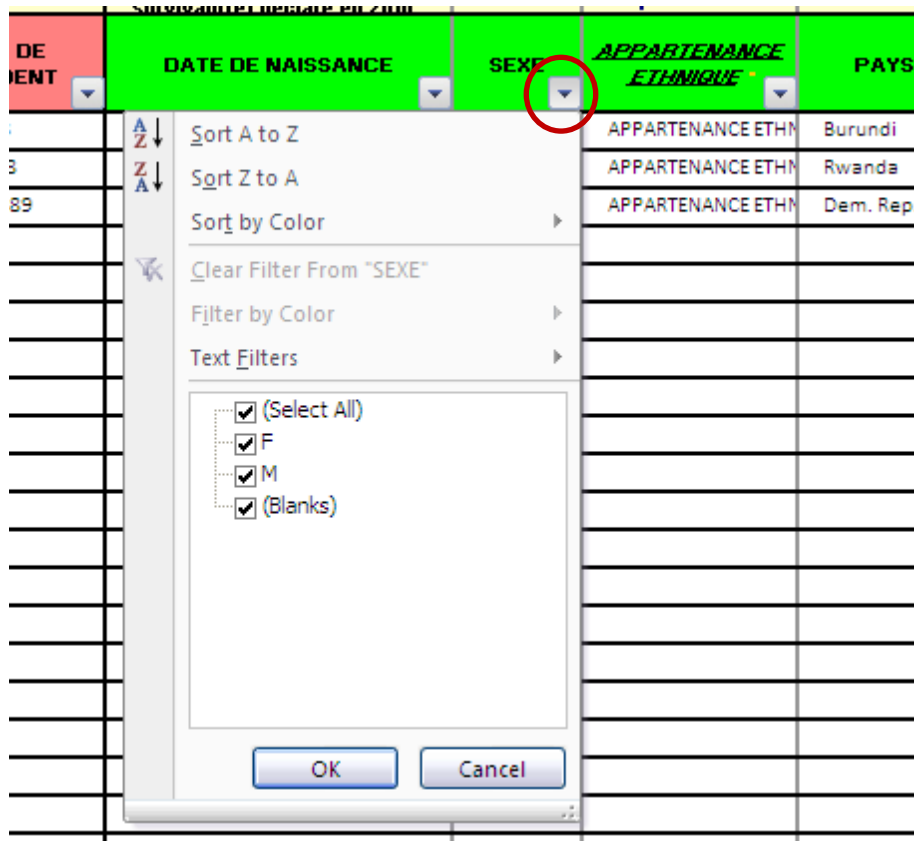 DE
DENT
DATE DE NAISSANCE
SEXE
APPARTENANCE
ETHNIQUE
PAYS
Sort A to Z
Sort Z to A
Sort by Color
Clear Filter From "SEXE"
Filter by Color
Text Filters
(Select All)
F
M
(Blanks)
OK
Cancel
89
APPARTENANCE ETHN
Burundi
APPARTENANCE ETHN
Rwanda
APPARTENANCE ETHN
Dem. Rep